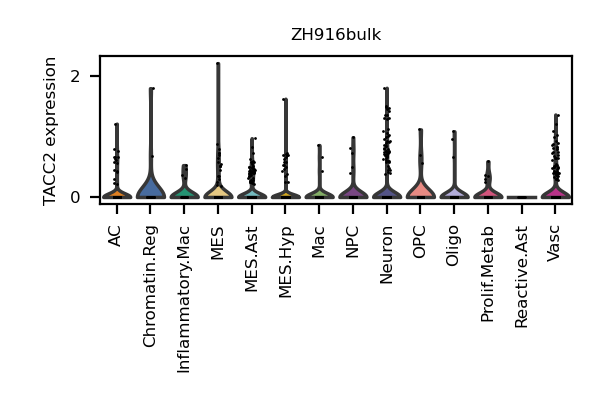 ZH916bulk
TACC2 expression
2
0
AC
Chromatin.Reg
Inflammatory.Mac
MES
MES.Ast
MES.Hyp
Mac
NPC
Neuron
OPC
Oligo
Prolif.Metab
Reactive.Ast
Vasc